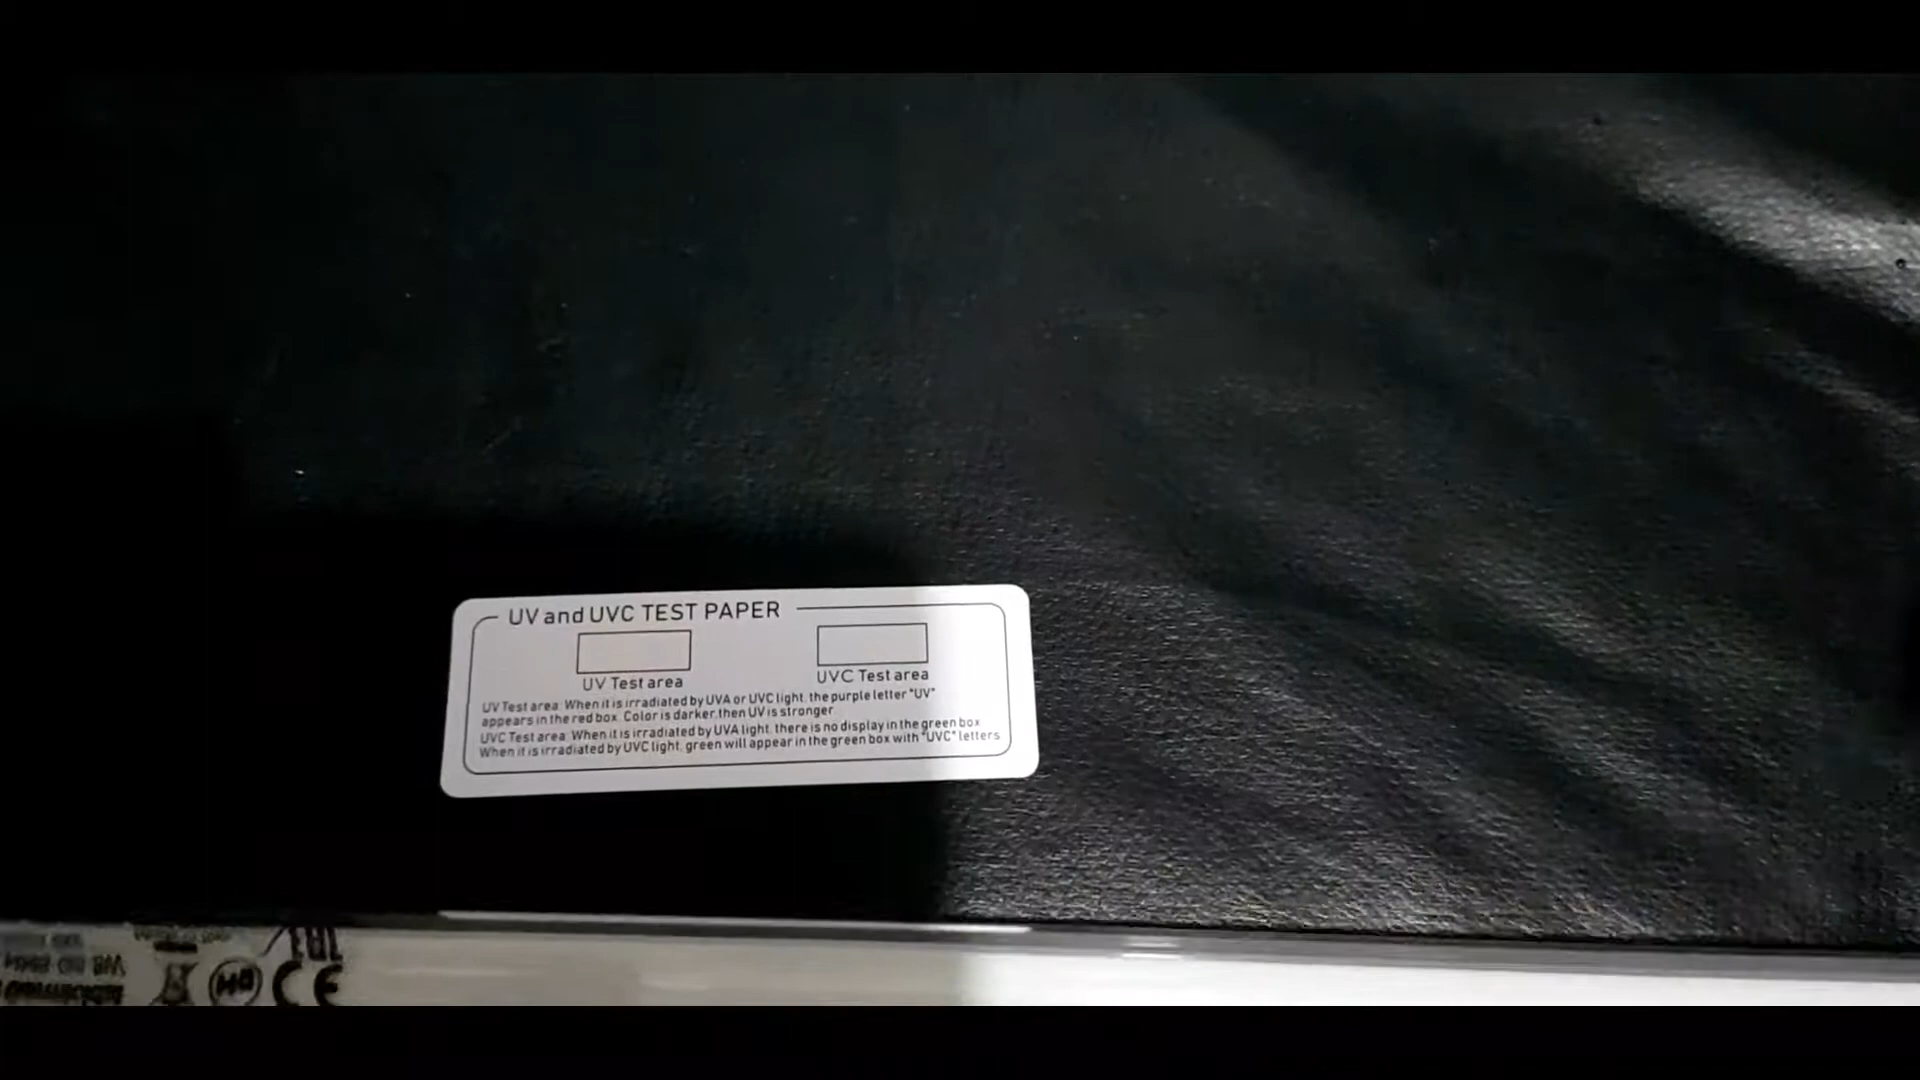 UV and UVC TEST PAPER
UV Test area
UVC Test area
UV Test area: When it is irradiated by UVA or UVC light, the purple letter "UV"
appears in the red box. Color is darker, then UV is stronger.
UVC Test area: When it is irradiated by UVA light, there is no display in the green box
When it is irradiated by UVC light, green will appear in the green box with "UVC" letters
CE